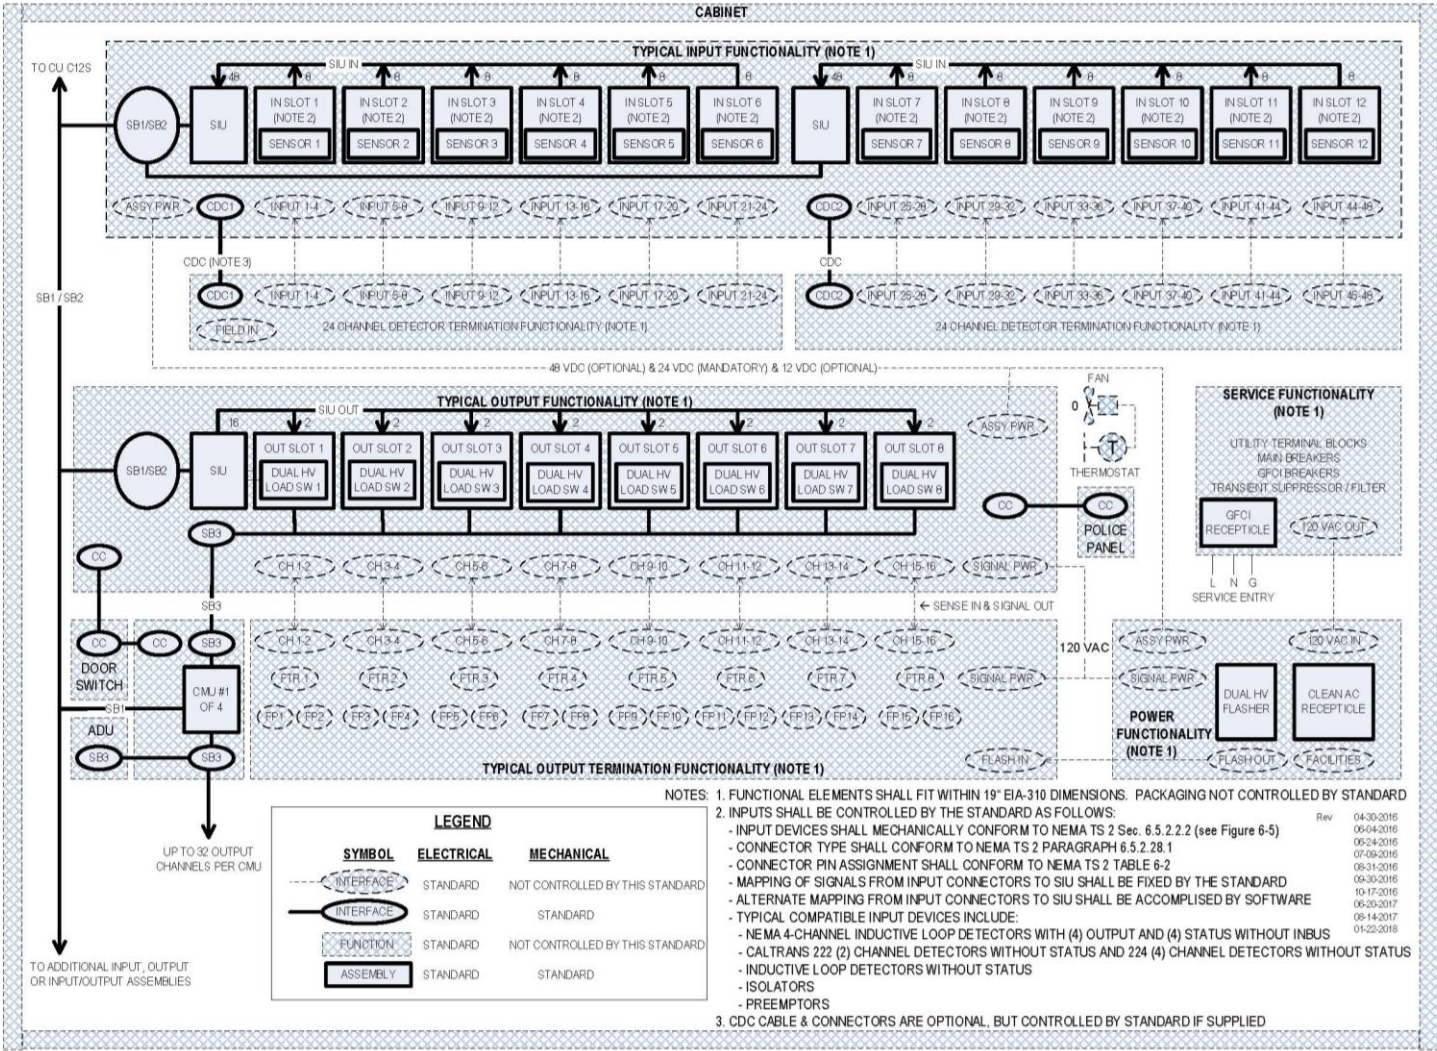 CABINET
TYPICAL INPUT FUNCTIONALITY (NOTE 1)
TO CU C12S
SIU IN
SIU IN
48 8 8 8 8 8 8 48 8 8 8 8 8 8
SB1/SB2
SIU
IN SLOT 1 (NOTE 2)
SENSOR 1
IN SLOT 2 (NOTE 2)
SENSOR 2
IN SLOT 3 (NOTE 2)
SENSOR 3
IN SLOT 4 (NOTE 2)
SENSOR 4
IN SLOT 5 (NOTE 2)
SENSOR 5
IN SLOT 6 (NOTE 2)
SENSOR 6
SIU
IN SLOT 7 (NOTE 2)
SENSOR 7
IN SLOT 8 (NOTE 2)
SENSOR 8
IN SLOT 9 (NOTE 2)
SENSOR 9
IN SLOT 10 (NOTE 2)
SENSOR 10
IN SLOT 11 (NOTE 2)
SENSOR 11
IN SLOT 12 (NOTE 2)
SENSOR 12
ASSY PWR CDC1 INPUT 1-4 INPUT 5-8 INPUT 9-12 INPUT 13-16 INPUT 17-20 INPUT 21-24 CDC2 INPUT 25-28 INPUT 29-32 INPUT 33-36 INPUT 37-40 INPUT 41-44 INPUT 44-48
CDC (NOTE 3)
CDC
SB1 / SB2
CDC1 INPUT 1-4 INPUT 5-8 INPUT 9-12 INPUT 13-16 INPUT 17-20 INPUT 21-24 CDC2 INPUT 25-28 INPUT 29-32 INPUT 33-36 INPUT 37-40 INPUT 41-44 INPUT 45-48
FIELD IN
24 CHANNEL DETECTOR TERMINATION FUNCTIONALITY (NOTE 1)
24 CHANNEL DETECTOR TERMINATION FUNCTIONALITY (NOTE 1)
48 VDC (OPTIONAL) & 24 VDC (MANDATORY) & 12 VDC (OPTIONAL)
TYPICAL OUTPUT FUNCTIONALITY (NOTE 1)
SIU OUT
16 2 2 2 2 2 2 2 2
SB1/SB2
SIU
OUT SLOT 1
DUAL HV LOAD SW 1
OUT SLOT 2
DUAL HV LOAD SW 2
OUT SLOT 3
DUAL HV LOAD SW 3
OUT SLOT 4
DUAL HV LOAD SW 4
OUT SLOT 5
DUAL HV LOAD SW 5
OUT SLOT 6
DUAL HV LOAD SW 6
OUT SLOT 7
DUAL HV LOAD SW 7
OUT SLOT 8
DUAL HV LOAD SW 8
ASSY PWR
FAN
0
T
THERMOSTAT
SERVICE FUNCTIONALITY
(NOTE 1)
UTILITY TERMINAL BLOCKS
MAIN BREAKERS
GFCI BREAKERS
TRANSIENT SUPPRESSOR / FILTER
GFCI
RECEPTICLE
120 VAC OUT
L N G
SERVICE ENTRY
CC
CC
POLICE
PANEL
SB3
CC
CH 1-2 CH 3-4 CH 5-6 CH 7-8 CH 9-10 CH 11-12 CH 13-14 CH 15-16 SIGNAL PWR
SB3
← SENSE IN & SIGNAL OUT
CC
CC
SB3
DOOR
SWITCH
CH 1-2 CH 3-4 CH 5-6 CH 7-8 CH 9-10 CH 11-12 CH 13-14 CH 15-16
FTR 1 FTR 2 FTR 3 FTR 4 FTR 5 FTR 6 FTR 7 FTR 8 SIGNAL PWR
FP1 FP2 FP3 FP4 FP5 FP6 FP7 FP8 FP9 FP10 FP11 FP12 FP13 FP14 FP15 FP16
CMU #1
OF 4
SB1
ADU
SB3
SB3
FLASH IN
TYPICAL OUTPUT TERMINATION FUNCTIONALITY (NOTE 1)
120 VAC
ASSY PWR
120 VAC IN
SIGNAL PWR
DUAL HV
FLASHER
CLEAN AC
RECEPTICLE
POWER
FUNCTIONALITY
(NOTE 1)
FLASH OUT
FACILITIES
UP TO 32 OUTPUT
CHANNELS PER CMU
TO ADDITIONAL INPUT, OUTPUT
OR INPUT/OUTPUT ASSEMBLIES
LEGEND
SYMBOL ELECTRICAL MECHANICAL
INTERFACE STANDARD NOT CONTROLLED BY THIS STANDARD
INTERFACE STANDARD STANDARD
FUNCTION STANDARD NOT CONTROLLED BY THIS STANDARD
ASSEMBLY STANDARD STANDARD
NOTES: 1. FUNCTIONAL ELEMENTS SHALL FIT WITHIN 19" EIA-310 DIMENSIONS. PACKAGING NOT CONTROLLED BY STANDARD
2. INPUTS SHALL BE CONTROLLED BY THE STANDARD AS FOLLOWS:
- INPUT DEVICES SHALL MECHANICALLY CONFORM TO NEMA TS 2 Sec. 6.5.2.2.2 (see Figure 6-5)
- CONNECTOR TYPE SHALL CONFORM TO NEMA TS 2 PARAGRAPH 6.5.2.28.1
- CONNECTOR PIN ASSIGNMENT SHALL CONFORM TO NEMA TS 2 TABLE 6-2
- MAPPING OF SIGNALS FROM INPUT CONNECTORS TO SIU SHALL BE FIXED BY THE STANDARD
- ALTERNATE MAPPING FROM INPUT CONNECTORS TO SIU SHALL BE ACCOMPLISED BY SOFTWARE
- TYPICAL COMPATIBLE INPUT DEVICES INCLUDE:
- NEMA 4-CHANNEL INDUCTIVE LOOP DETECTORS WITH (4) OUTPUT AND (4) STATUS WITHOUT INBUS
- CALTRANS 222 (2) CHANNEL DETECTORS WITHOUT STATUS AND 224 (4) CHANNEL DETECTORS WITHOUT STATUS
- INDUCTIVE LOOP DETECTORS WITHOUT STATUS
- ISOLATORS
- PREEMPTORS
3. CDC CABLE & CONNECTORS ARE OPTIONAL, BUT CONTROLLED BY STANDARD IF SUPPLIED
Rev 04-30-2016
06-04-2016
06-24-2016
07-09-2016
08-31-2016
09-30-2016
10-17-2016
06-20-2017
08-14-2017
01-22-2018